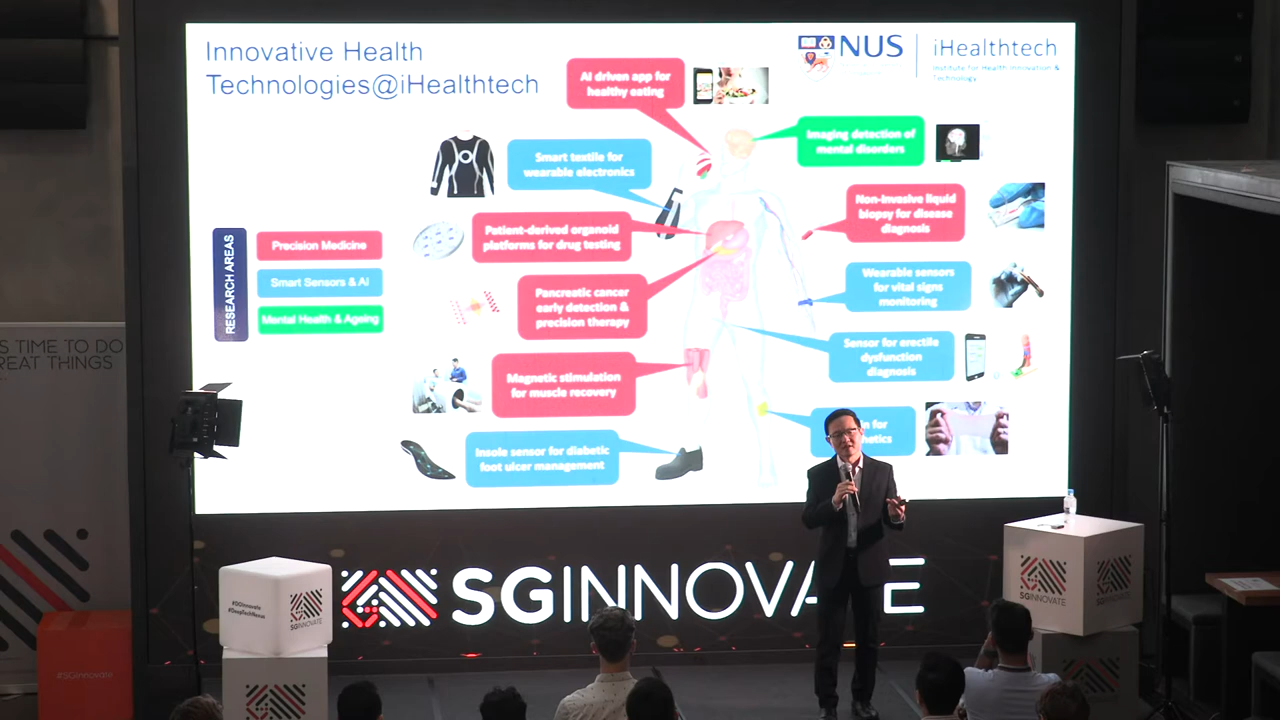 Innovative Health
Technologies@iHealthtech
NUS
iHealthtech
Institute for Health Innovation &
Technology
AI driven app for
healthy eating
Imaging detection of
mental disorders
Smart textile for
wearable electronics
Non-invasive liquid
biopsy for disease
diagnosis
Patient-derived organoid
platforms for drug testing
RESEARCH AREAS
Precision Medicine
Smart Sensors & AI
Mental Health & Ageing
Wearable sensors
for vital signs
monitoring
Pancreatic cancer
early detection &
precision therapy
Sensor for erectile
dysfunction
diagnosis
Magnetic stimulation
for muscle recovery
for
Insole sensor for diabetic
foot ulcer management
S TIME TO DO
REAT THINGS
SGINNOVATE
#SGInnovate
#DeepTechNexus
SGINNOVATE
SGINNOVATE
SGINNOVATE
#SGInnovate